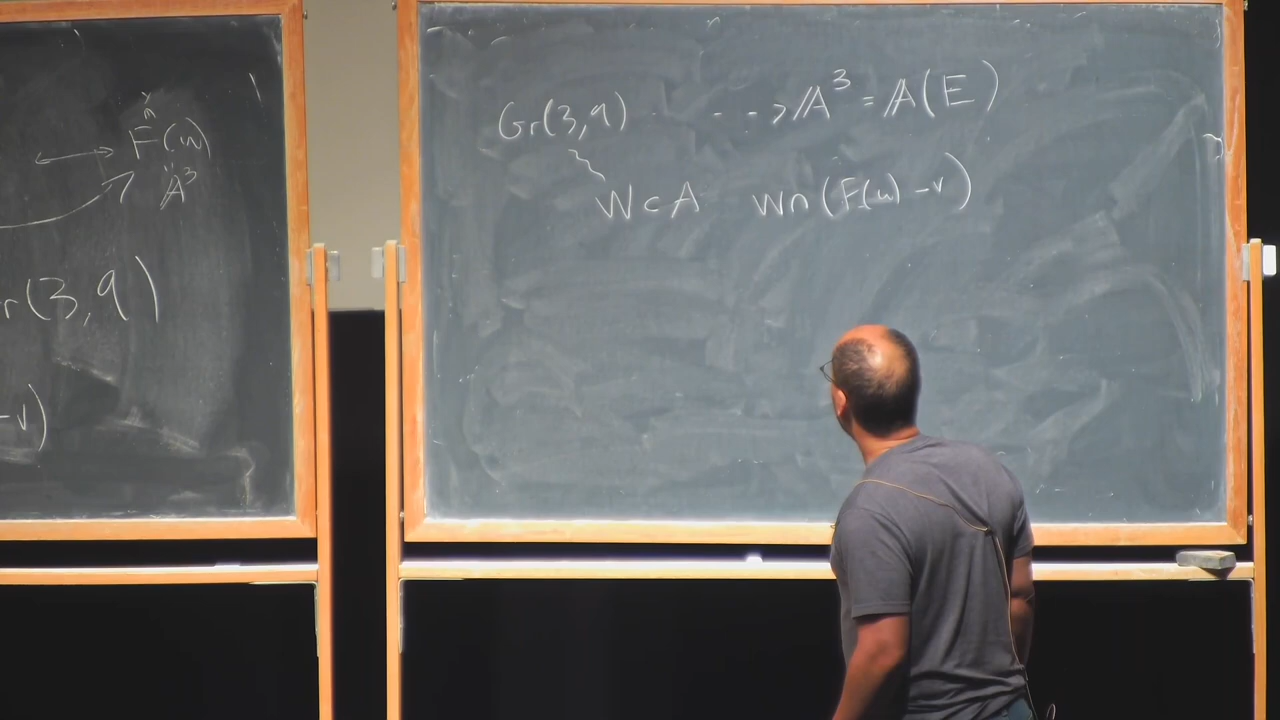 v
∩
F(w)
𝔸³
r(3,9)
-v)
Gr(3,9) --> 𝔸³ = 𝔸(E)
W ⊂ A W∩(F(w)-v)